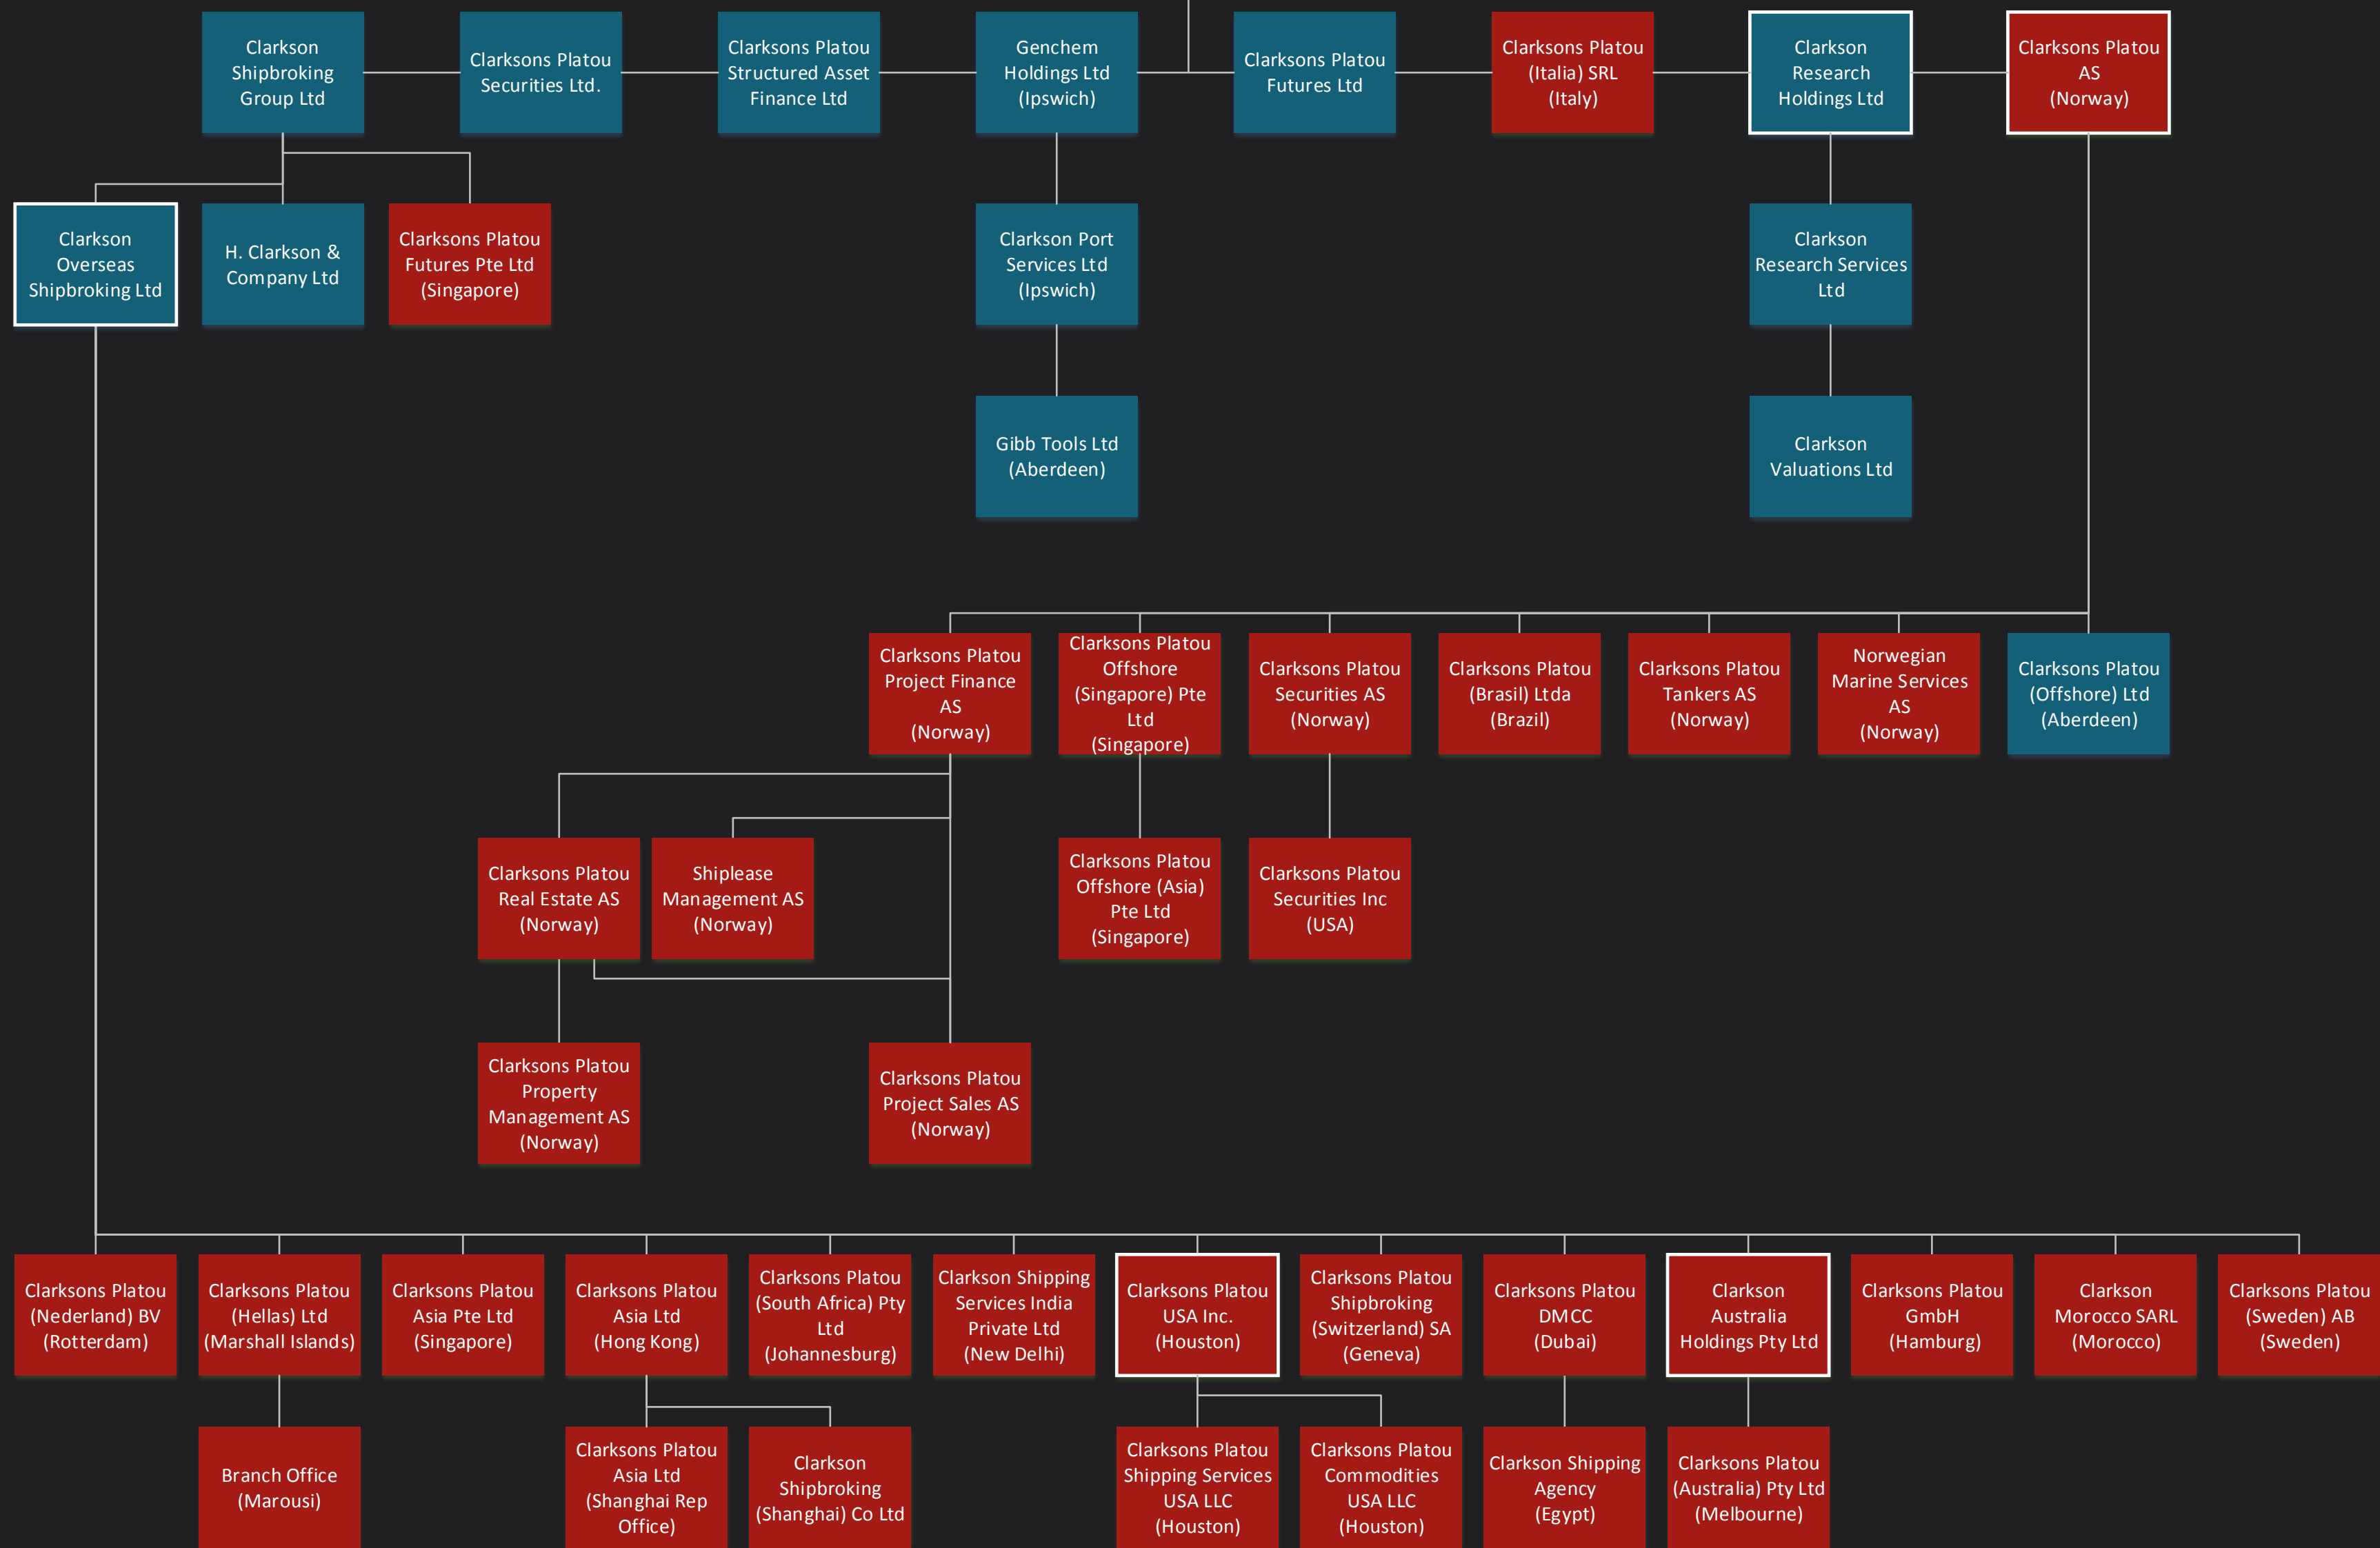 Clarkson
Shipbroking
Group Ltd
Clarksons Platou
Securities Ltd.
Clarksons Platou
Structured Asset
Finance Ltd
Genchem
Holdings Ltd
(Ipswich)
Clarksons Platou
Futures Ltd
Clarksons Platou
(Italia) SRL
(Italy)
Clarkson
Research
Holdings Ltd
Clarksons Platou
AS
(Norway)
Clarkson
Overseas
Shipbroking Ltd
H. Clarkson &
Company Ltd
Clarksons Platou
Futures Pte Ltd
(Singapore)
Clarkson Port
Services Ltd
(Ipswich)
Clarkson
Research Services
Ltd
Gibb Tools Ltd
(Aberdeen)
Clarkson
Valuations Ltd
Clarksons Platou
Project Finance
AS
(Norway)
Clarksons Platou
Offshore
(Singapore) Pte
Ltd
(Singapore)
Clarksons Platou
Securities AS
(Norway)
Clarksons Platou
(Brasil) Ltda
(Brazil)
Clarksons Platou
Tankers AS
(Norway)
Norwegian
Marine Services
AS
(Norway)
Clarksons Platou
(Offshore) Ltd
(Aberdeen)
Clarksons Platou
Real Estate AS
(Norway)
Shiplease
Management AS
(Norway)
Clarksons Platou
Offshore (Asia)
Pte Ltd
(Singapore)
Clarksons Platou
Securities Inc
(USA)
Clarksons Platou
Property
Management AS
(Norway)
Clarksons Platou
Project Sales AS
(Norway)
Clarksons Platou
(Nederland) BV
(Rotterdam)
Clarksons Platou
(Hellas) Ltd
(Marshall Islands)
Clarksons Platou
Asia Pte Ltd
(Singapore)
Clarksons Platou
Asia Ltd
(Hong Kong)
Clarksons Platou
(South Africa) Pty
Ltd
(Johannesburg)
Clarkson Shipping
Services India
Private Ltd
(New Delhi)
Clarksons Platou
USA Inc.
(Houston)
Clarksons Platou
Shipbroking
(Switzerland) SA
(Geneva)
Clarksons Platou
DMCC
(Dubai)
Clarkson
Australia
Holdings Pty Ltd
Clarksons Platou
GmbH
(Hamburg)
Clarkson
Morocco SARL
(Morocco)
Clarksons Platou
(Sweden) AB
(Sweden)
Branch Office
(Marousi)
Clarksons Platou
Asia Ltd
(Shanghai Rep
Office)
Clarkson
Shipbroking
(Shanghai) Co Ltd
Clarksons Platou
Shipping Services
USA LLC
(Houston)
Clarksons Platou
Commodities
USA LLC
(Houston)
Clarkson Shipping
Agency
(Egypt)
Clarksons Platou
(Australia) Pty Ltd
(Melbourne)